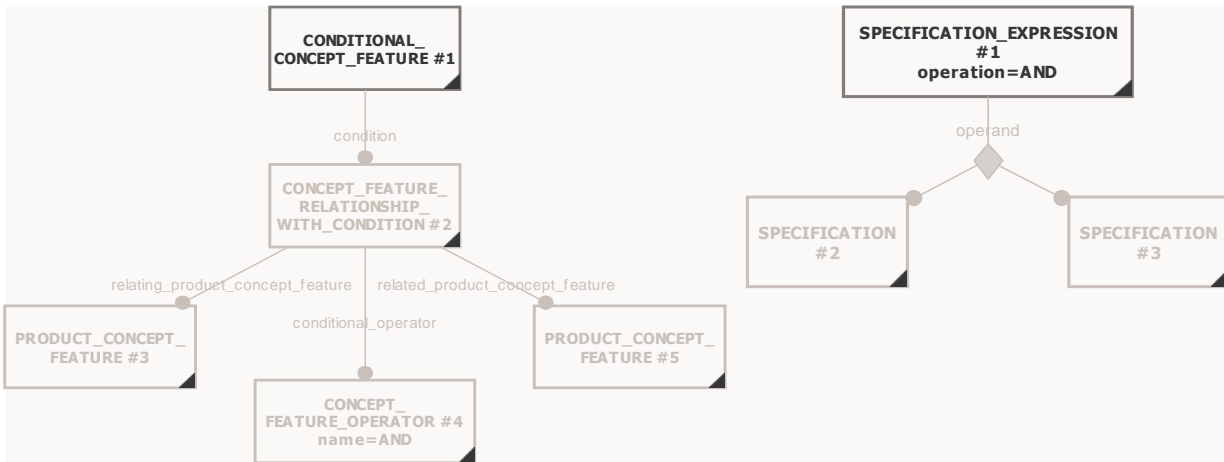 CONDITIONAL_
CONCEPT_FEATURE #1
condition
CONCEPT_FEATURE_
RELATIONSHIP_
WITH_CONDITION #2
relating_product_concept_feature
related_product_concept_feature
conditional_operator
PRODUCT_CONCEPT_
FEATURE #3
PRODUCT_CONCEPT_
FEATURE #5
CONCEPT_
FEATURE_OPERATOR #4
name=AND
SPECIFICATION_EXPRESSION
#1
operation=AND
operand
SPECIFICATION
#2
SPECIFICATION
#3